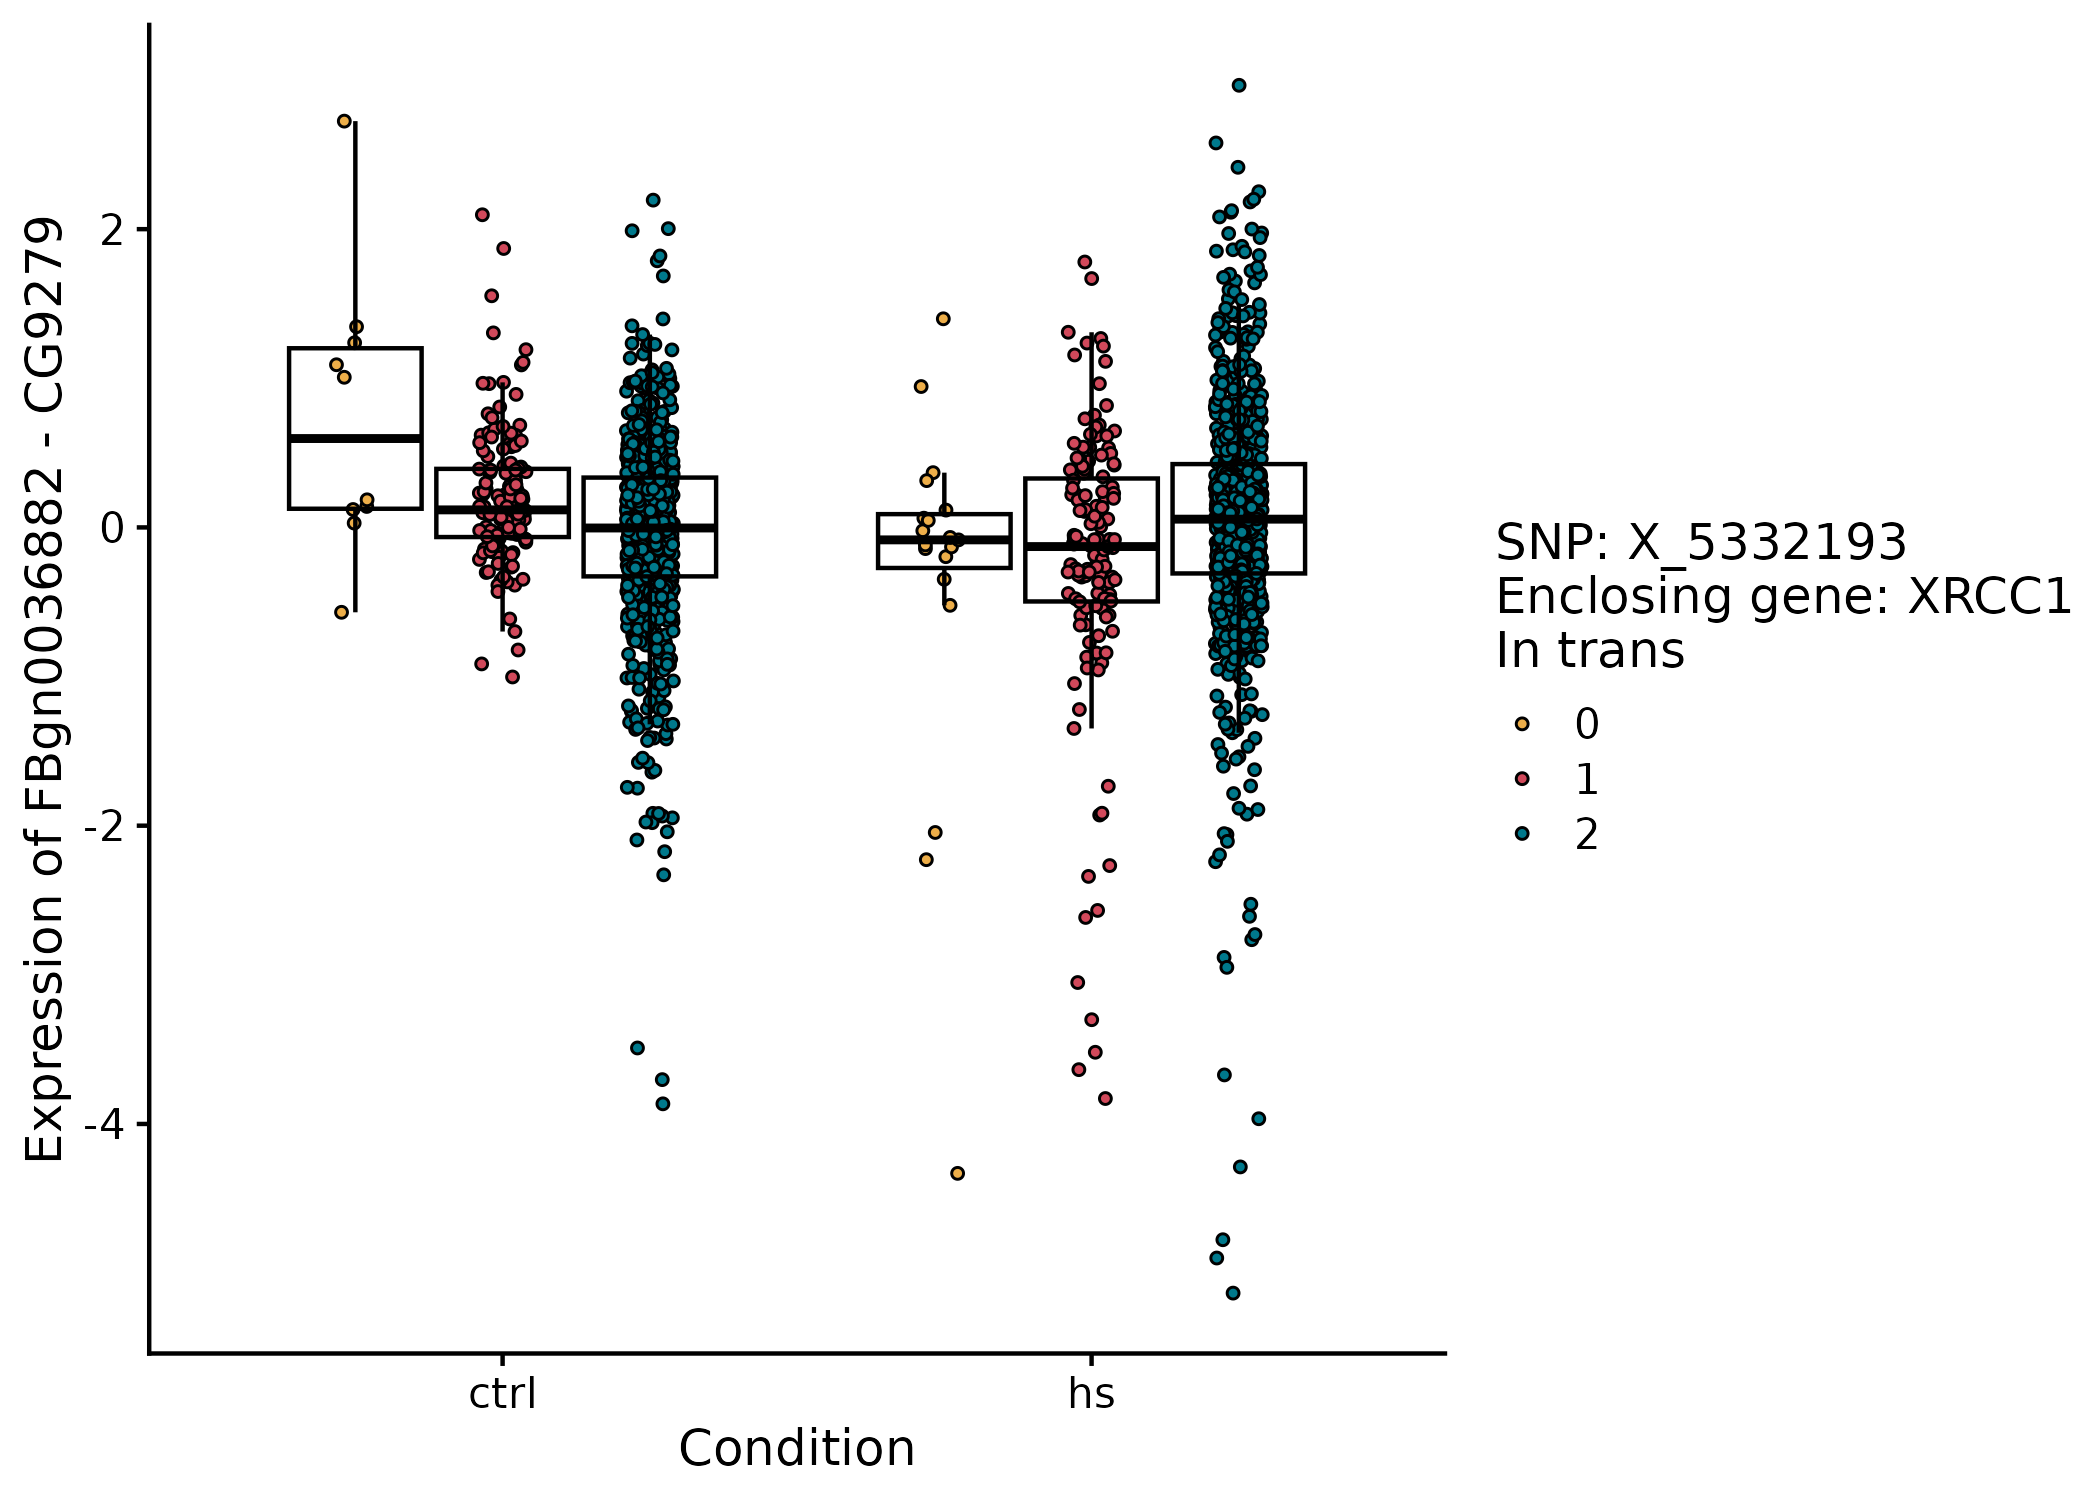 Expression of FBgn0036882 - CG9279
2
0
-2
-4
ctrl
hs
Condition
SNP: X_5332193
Enclosing gene: XRCC1
In trans
0
1
2